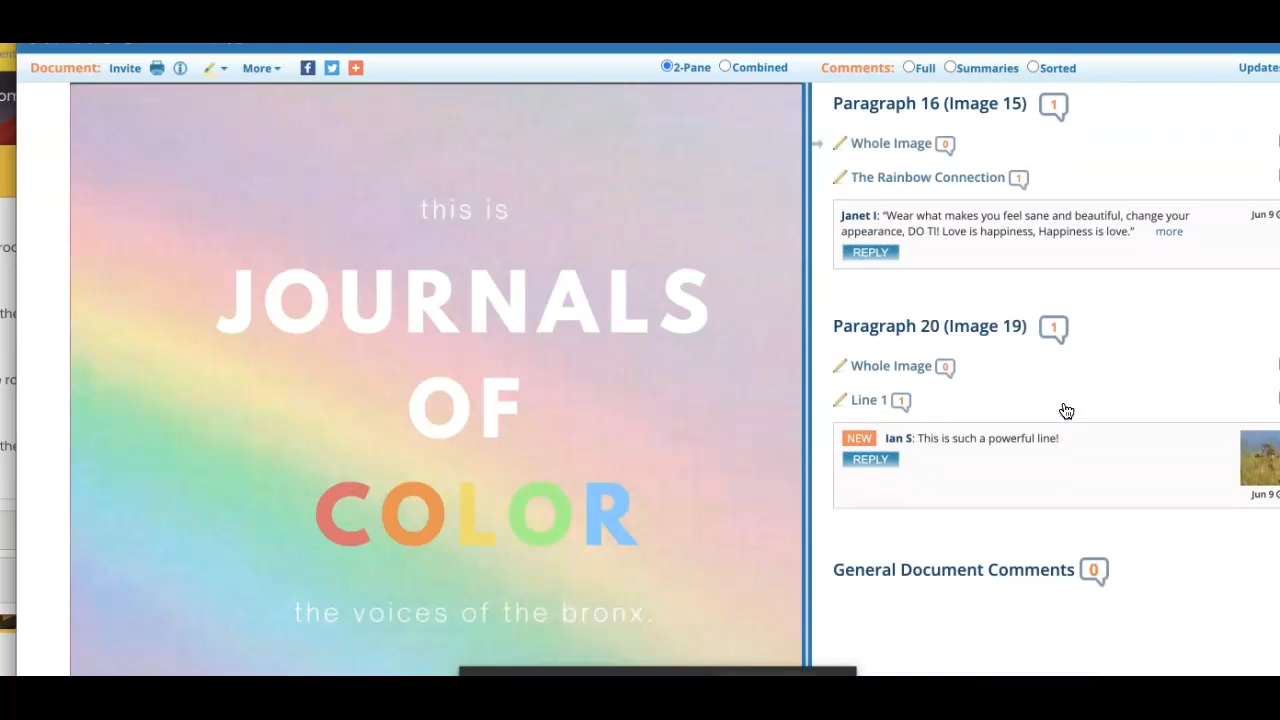 Document: Invite More 2-Pane Combined Comments: Full Summaries Sorted Update
this is
JOURNALS
OF
COLOR
the voices of the bronx.
Paragraph 16 (Image 15) 1
Whole Image 0
The Rainbow Connection 1
Janet I: “Wear what makes you feel sane and beautiful, change your
appearance, DO TI! Love is happiness, Happiness is love.” more
Jun 9
REPLY
Paragraph 20 (Image 19) 1
Whole Image 0
Line 1 1
NEW Ian S: This is such a powerful line!
REPLY
Jun 9
General Document Comments 0